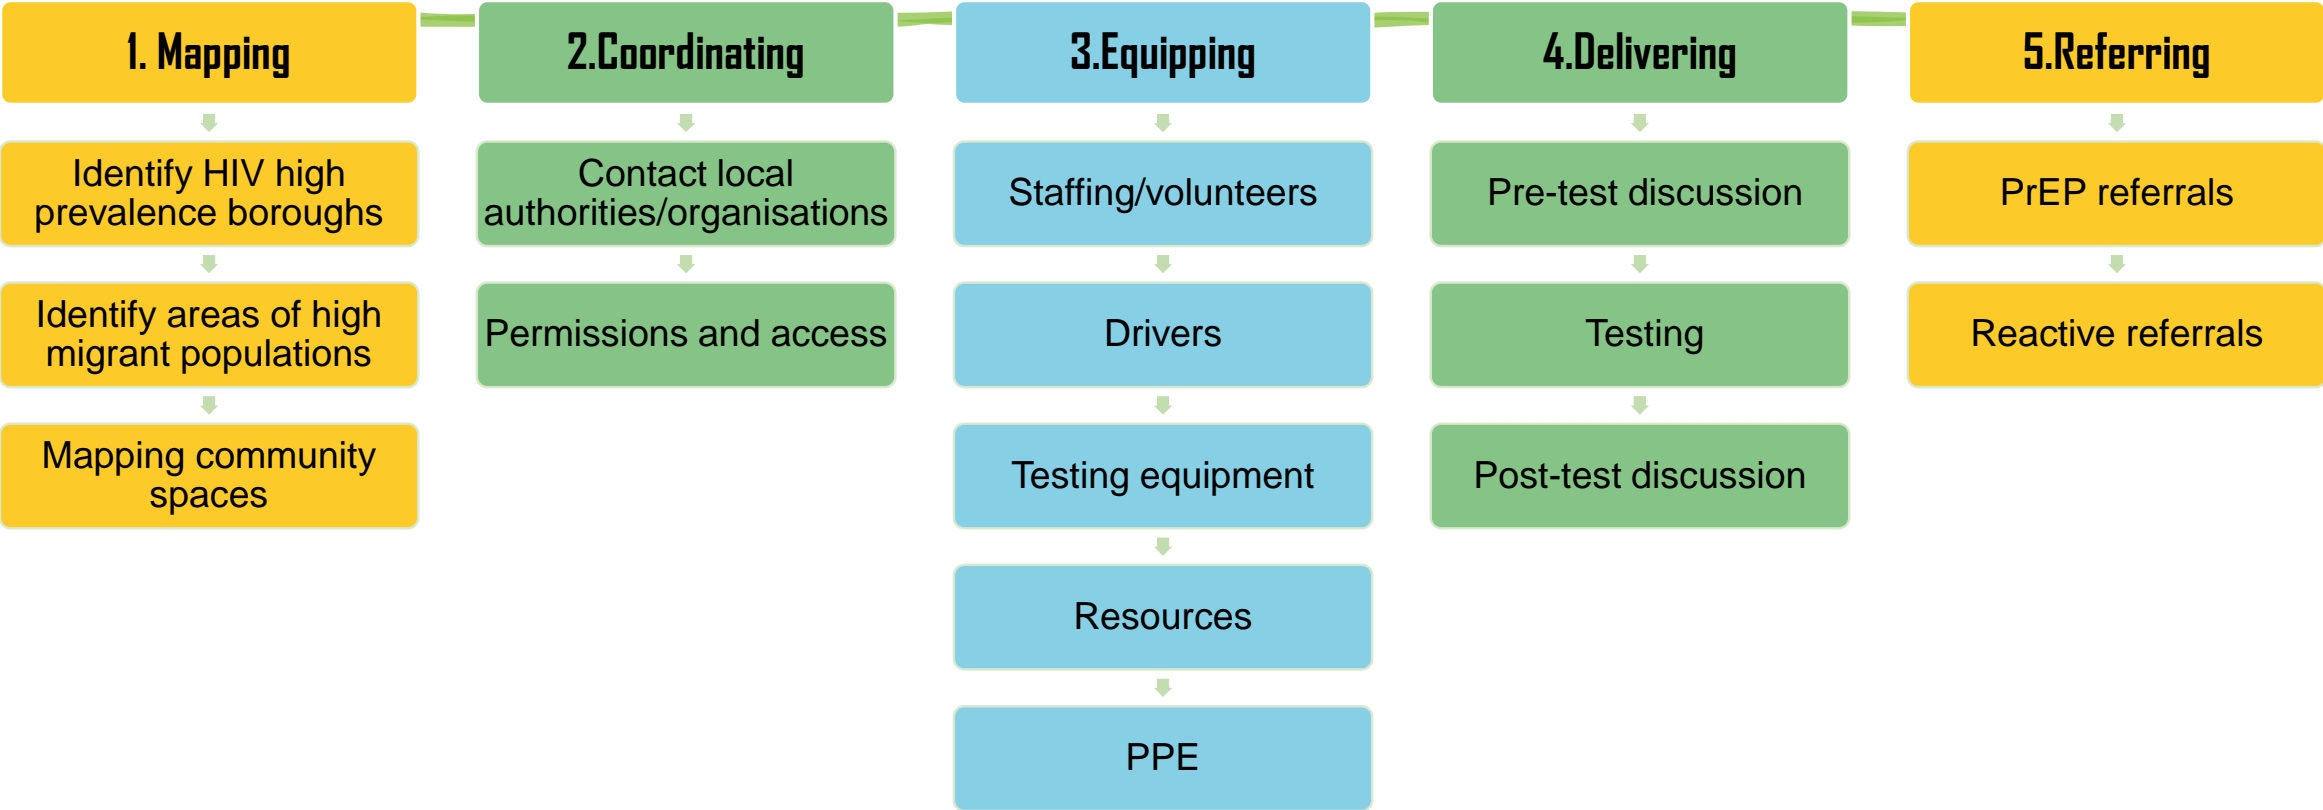 1. Mapping
Identify HIV high
prevalence boroughs
Identify areas of high
migrant populations
Mapping community
spaces
2.Coordinating
Contact local
authorities/organisations
Permissions and access
3.Equipping
Staffing/volunteers
Drivers
Testing equipment
Resources
PPE
4.Delivering
Pre-test discussion
Testing
Post-test discussion
5.Referring
PrEP referrals
Reactive referrals